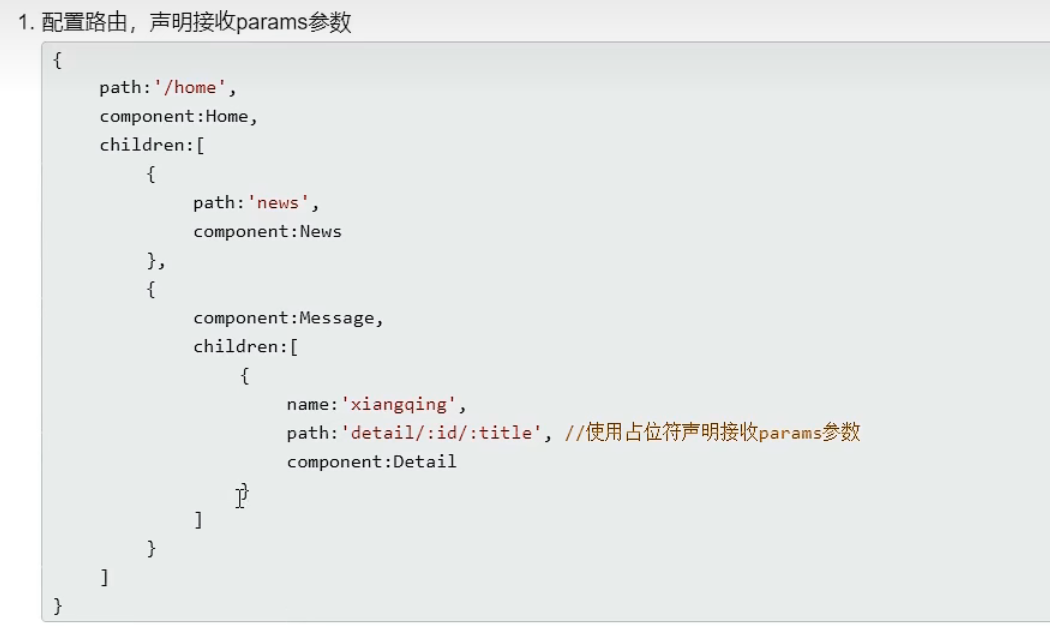 1. 配置路由，声明接收params参数
{
    path:'/home',
    component:Home,
    children:[
        {
            path:'news',
            component:News
        },
        {
            component:Message,
            children:[
                {
                    name:'xiangqing',
                    path:'detail/:id/:title', //使用占位符声明接收params参数
                    component:Detail
                }
            ]
        }
    ]
}